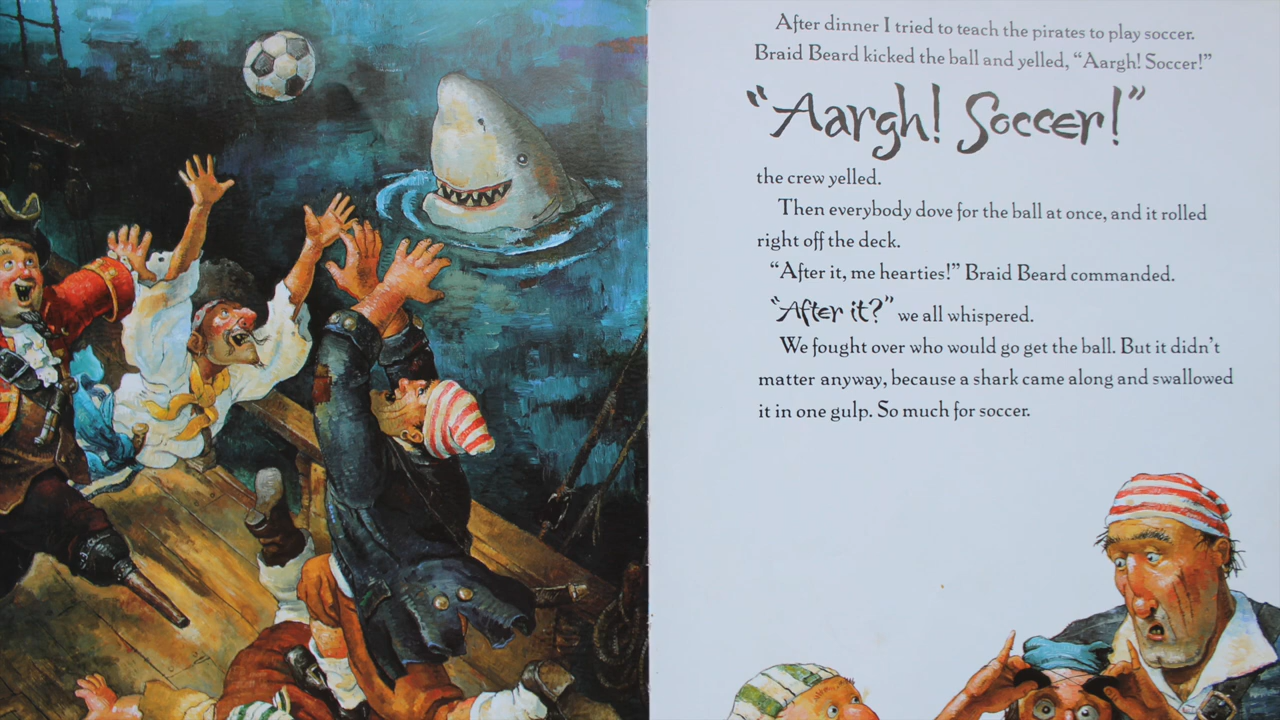 After dinner I tried to teach the pirates to play soccer.
Braid Beard kicked the ball and yelled, “Aargh! Soccer!”
“Aargh! Soccer!”
the crew yelled.
Then everybody dove for the ball at once, and it rolled
right off the deck.
“After it, me hearties!” Braid Beard commanded.
“After it?” we all whispered.
We fought over who would go get the ball. But it didn’t
matter anyway, because a shark came along and swallowed
it in one gulp. So much for soccer.